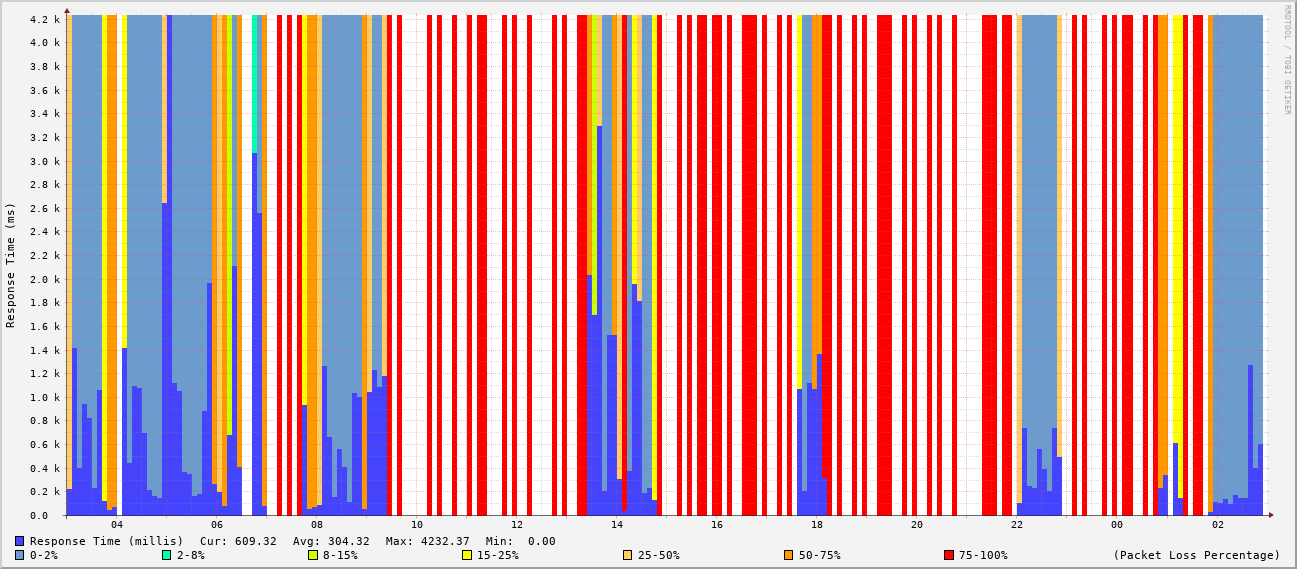 4.2 k
4.0 k
3.8 k
3.6 k
3.4 k
3.2 k
3.0 k
2.8 k
2.6 k
2.4 k
2.2 k
2.0 k
1.8 k
1.6 k
1.4 k
1.2 k
1.0 k
0.8 k
0.6 k
0.4 k
0.2 k
0.0
Response Time (ms)
RRDTOOL / TOBI OETIKER
04 06 08 10 12 14 16 18 20 22 00 02
Response Time (millis) Cur: 609.32 Avg: 304.32 Max: 4232.37 Min: 0.00
0-2% 2-8% 8-15% 15-25% 25-50% 50-75% 75-100% (Packet Loss Percentage)